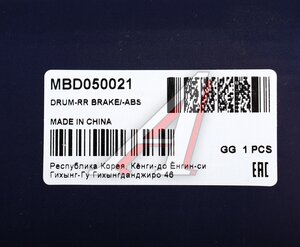 MBD050021
DRUM-RR BRAKE/-ABS
MADE IN CHINA
GG 1 PCS
Республика Корея, Кёнги-до Ёнгин-си
Гихынг-Гу Гихынгданджиро 46
EAC